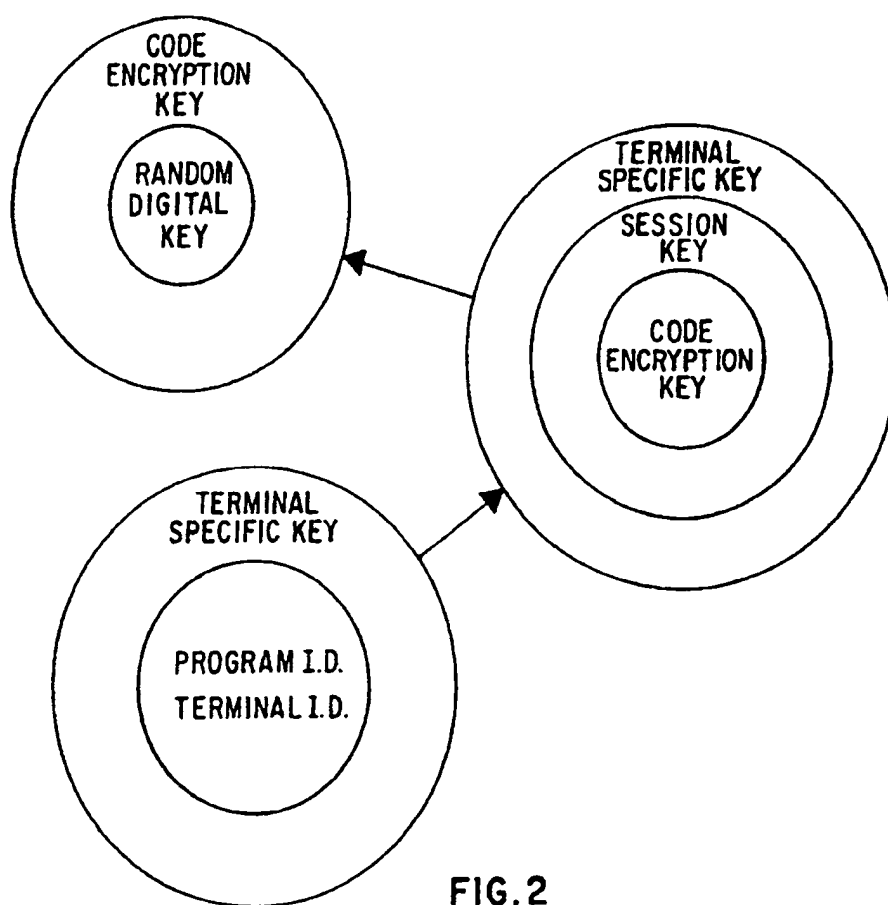 CODE
ENCRYPTION
KEY
RANDOM
DIGITAL
KEY
TERMINAL
SPECIFIC KEY
SESSION
KEY
CODE
ENCRYPTION
KEY
TERMINAL
SPECIFIC KEY
PROGRAM I.D.
TERMINAL I.D.
FIG.2